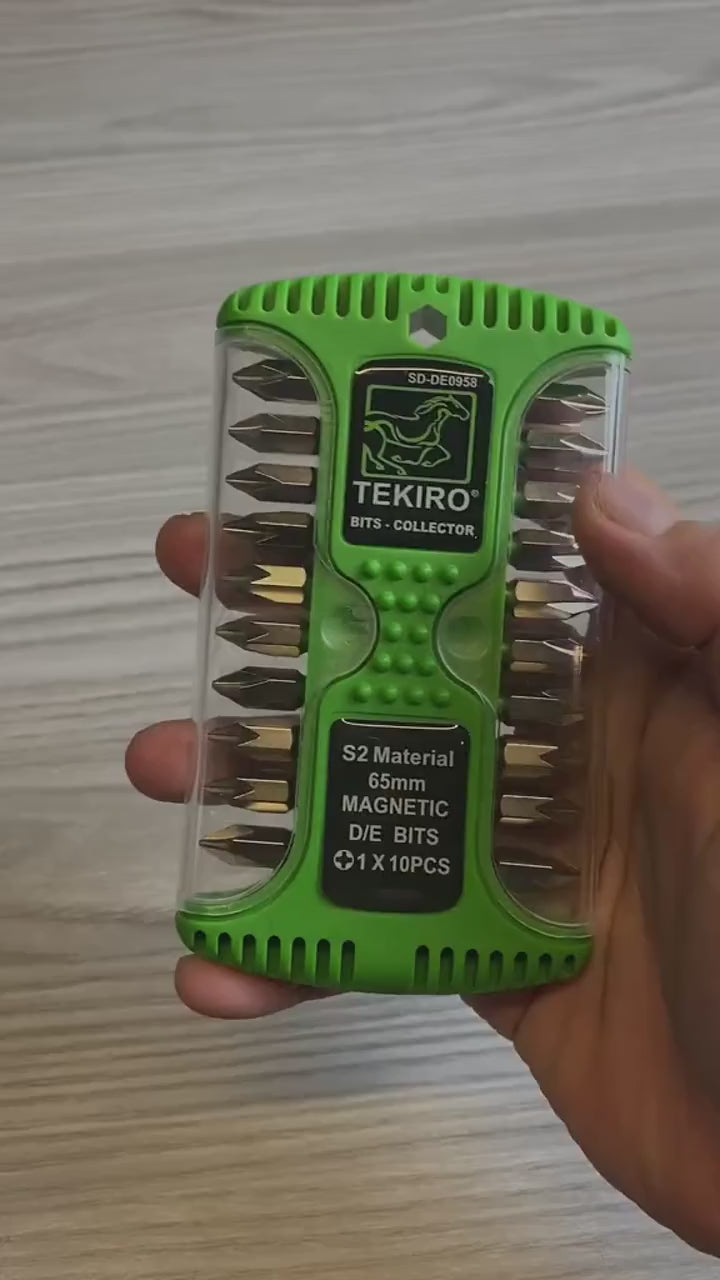 SD-DE0958
TEKIRO®
BITS - COLLECTOR
S2 Material
65mm
MAGNETIC
D/E BITS
1 X 10PCS